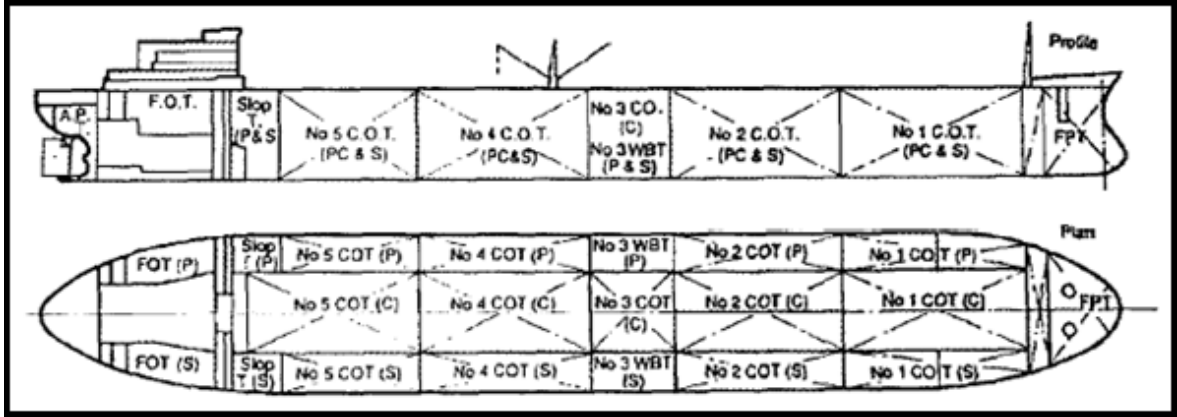 Profile
A.P.
F.O.T.
Slop
T.
(P&S
No 5 C.O.T.
(PC & S)
No 4 C.O.T.
(PC&S)
No 3 CO.
(C)
No 3 WBT
(P & S)
No 2 C.O.T.
(PC & S)
No 1 C.O.T.
(PC & S)
FPT
Plan
FOT (P)
Slop
T (P)
No 5 COT (P)
No 4 COT (P)
No 3 WBT
(P)
No 2 COT (P)
No 1 COT (P)
No 5 COT (C)
No 4 COT (C)
No 3 COT
(C)
No 2 COT (C)
No 1 COT (C)
FPT
FOT (S)
Slop
T (S)
No 5 COT (S)
No 4 COT (S)
No 3 WBT
(S)
No 2 COT (S)
No 1 COT (S)